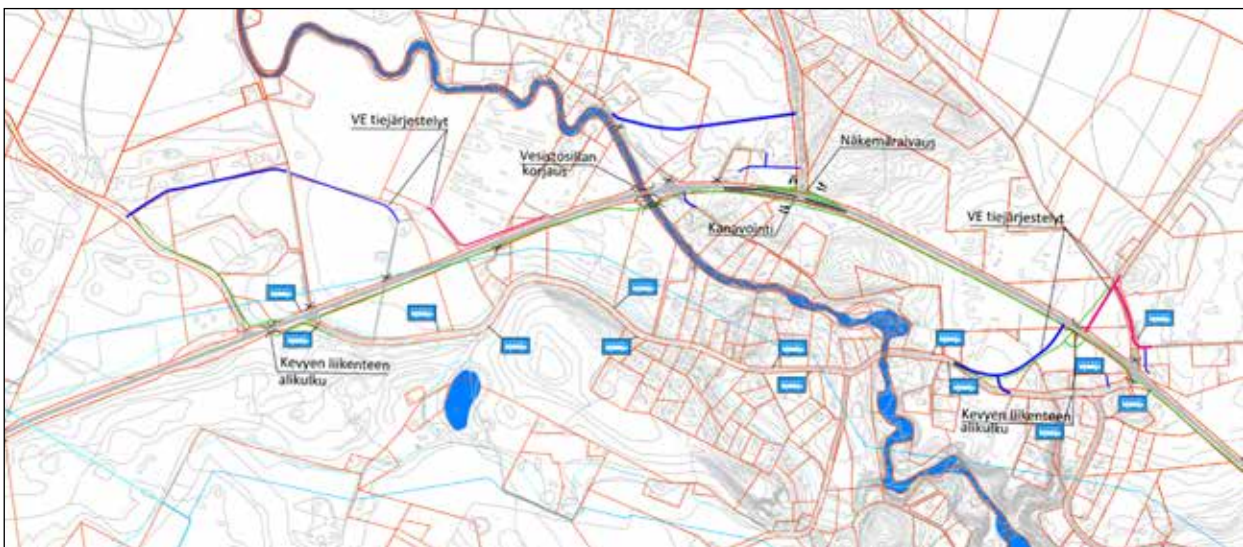 VE tiejärjestelyt
Vesistösillan
korjaus
Näkemäraivaus
Kanavointi
VE tiejärjestelyt
Kevyen liikenteen
alikulku
Kevyen liikenteen
alikulku